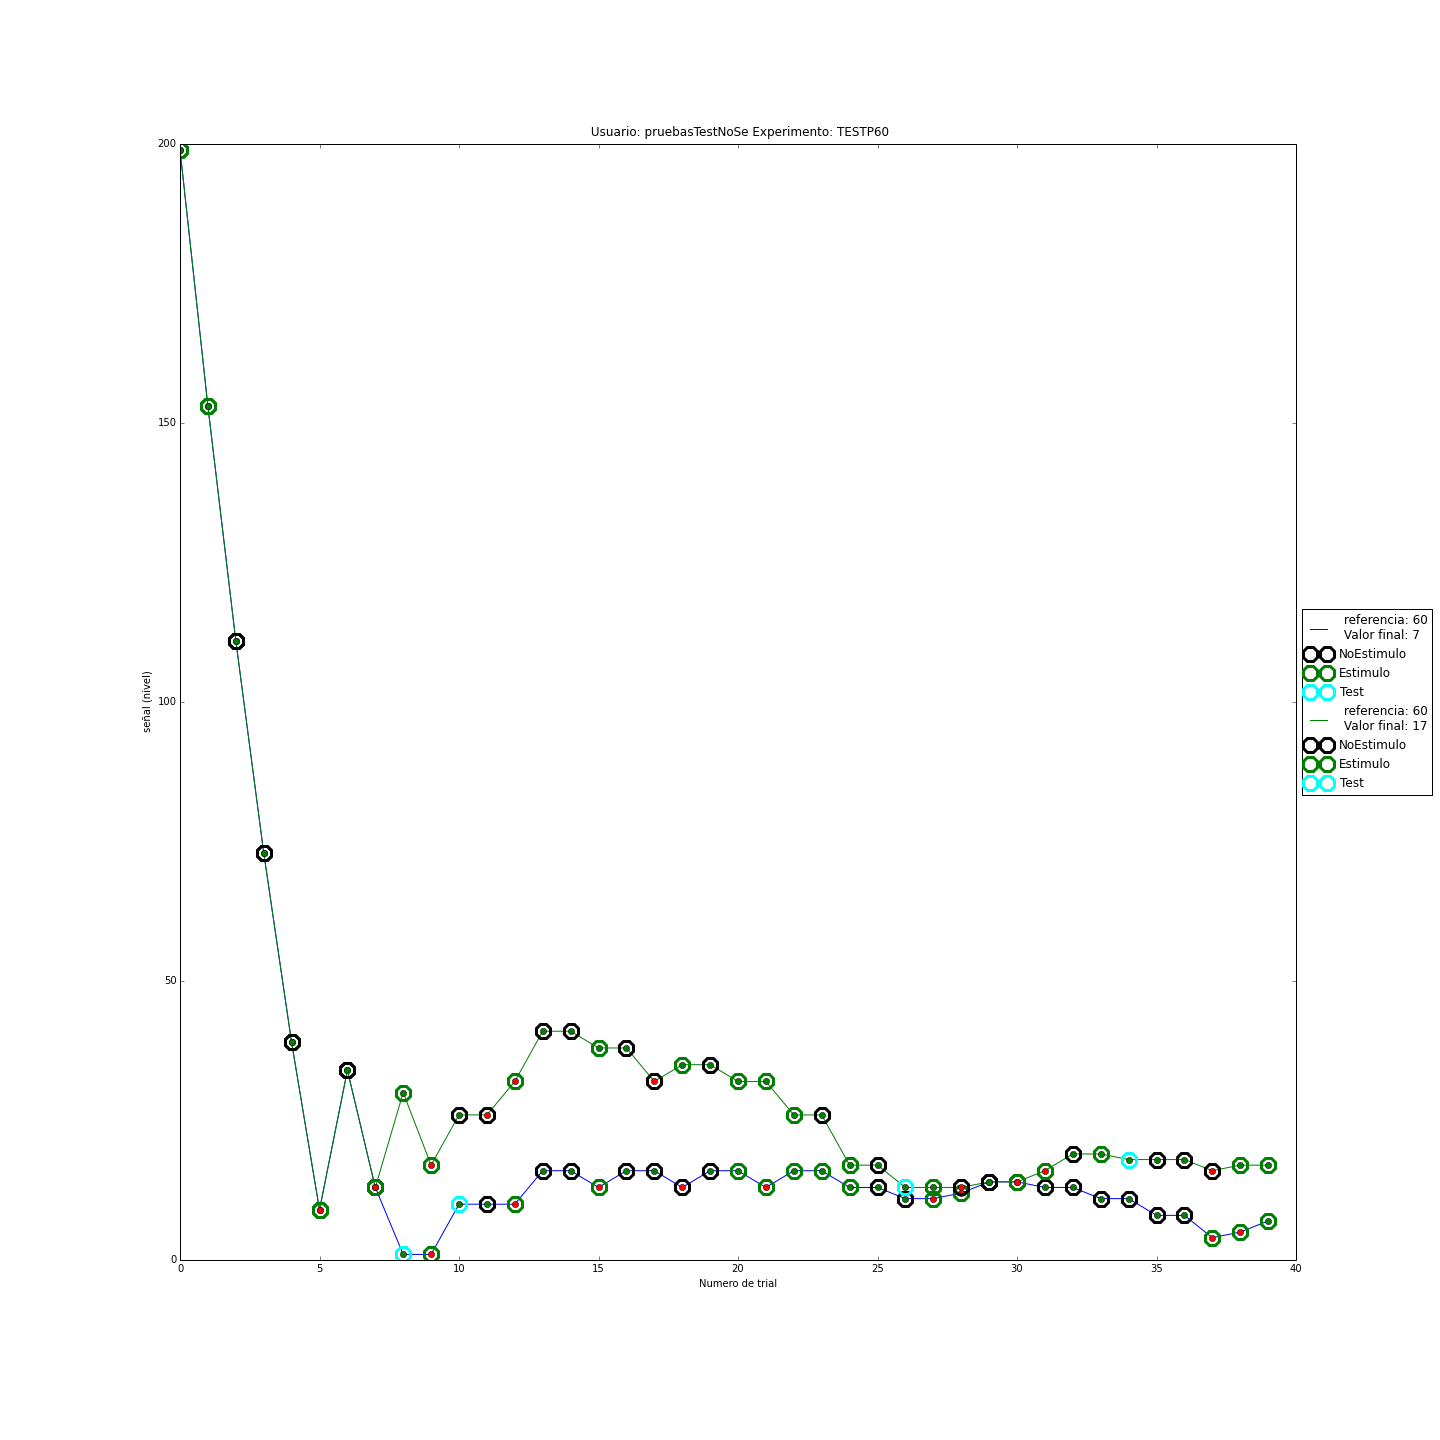 Usuario: pruebasTestNoSe Experimento: TESTP60
200
150
100
50
0
señal (nivel)
0 5 10 15 20 25 30 35 40
Numero de trial
referencia: 60
Valor final: 7
NoEstimulo
Estimulo
Test
referencia: 60
Valor final: 17
NoEstimulo
Estimulo
Test